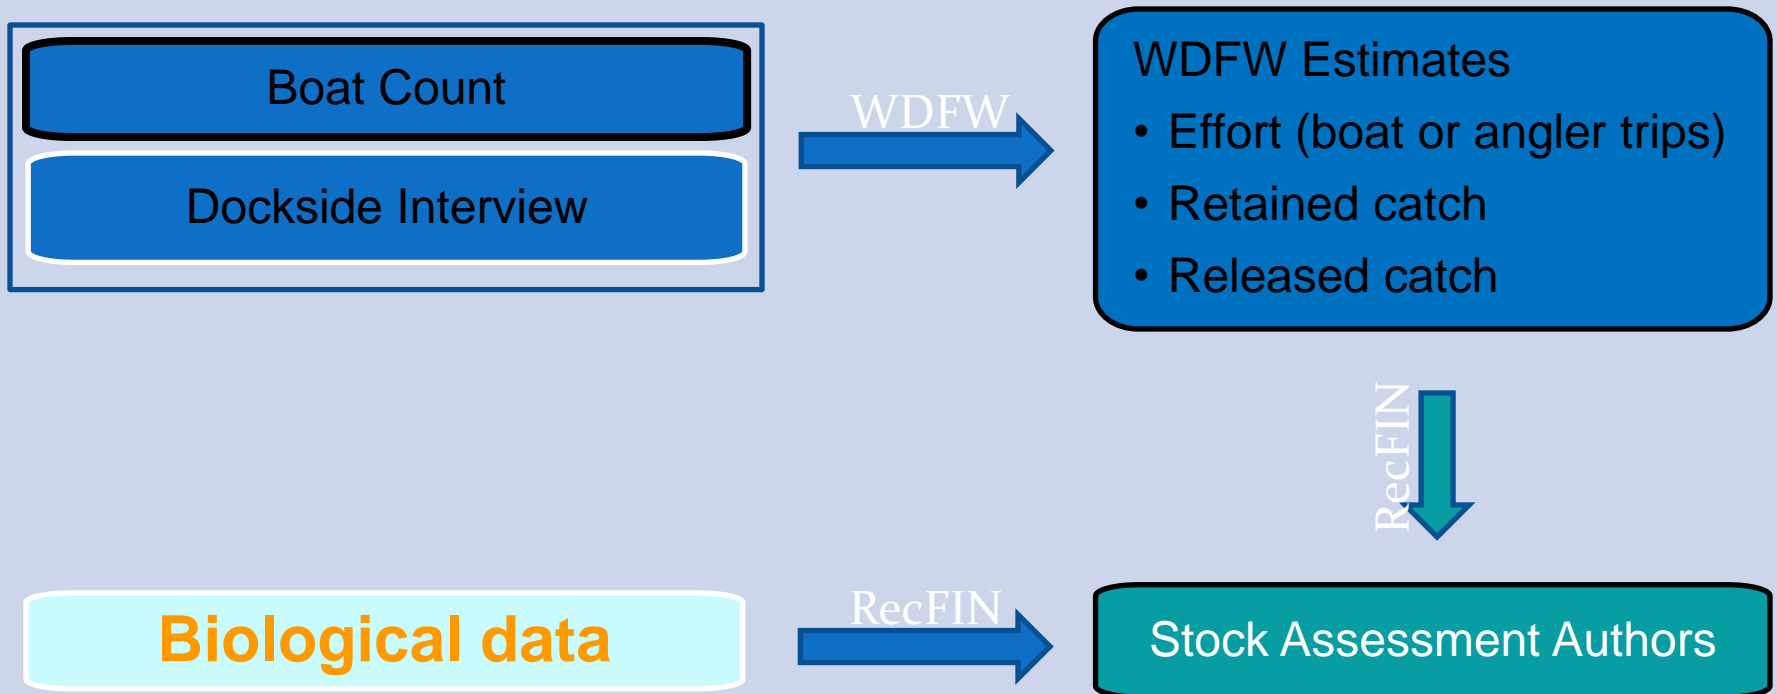 Boat Count
Dockside Interview
WDFW
WDFW Estimates
• Effort (boat or angler trips)
• Retained catch
• Released catch
RecFIN
Biological data
RecFIN
Stock Assessment Authors